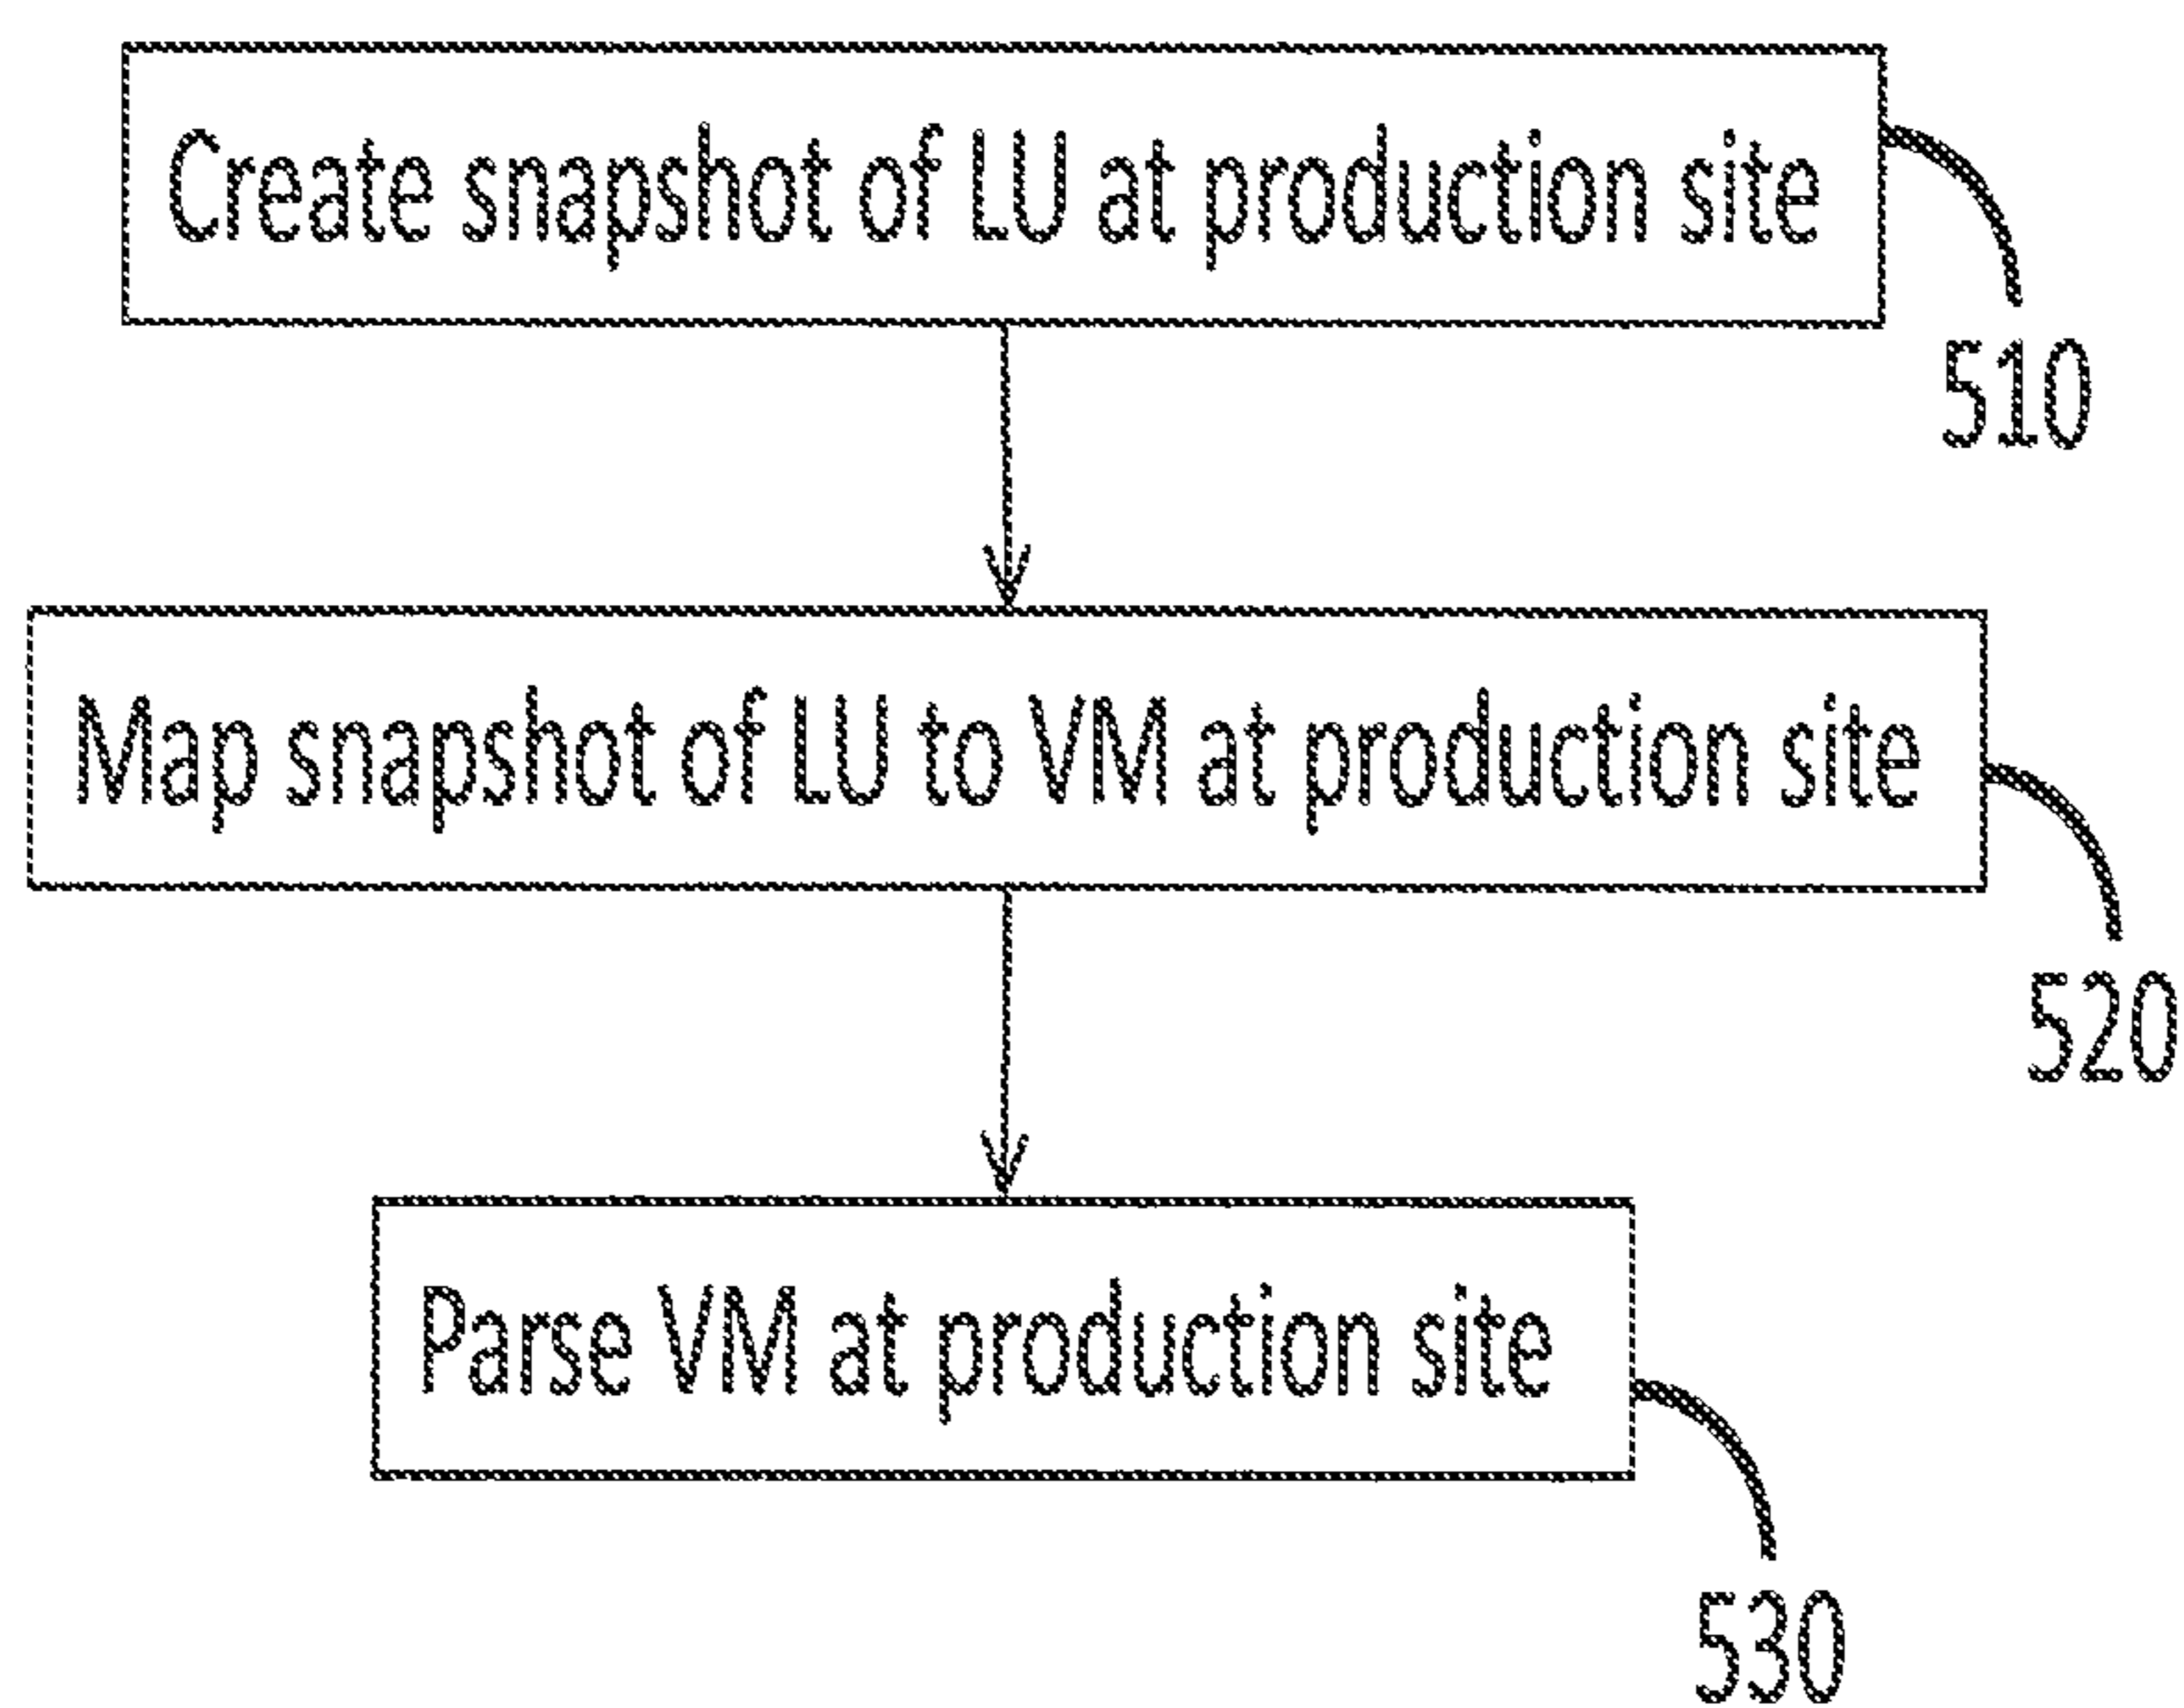 Create snapshot of LU at production site
510
Map snapshot of LU to VM at production site
520
Parse VM at production site
530